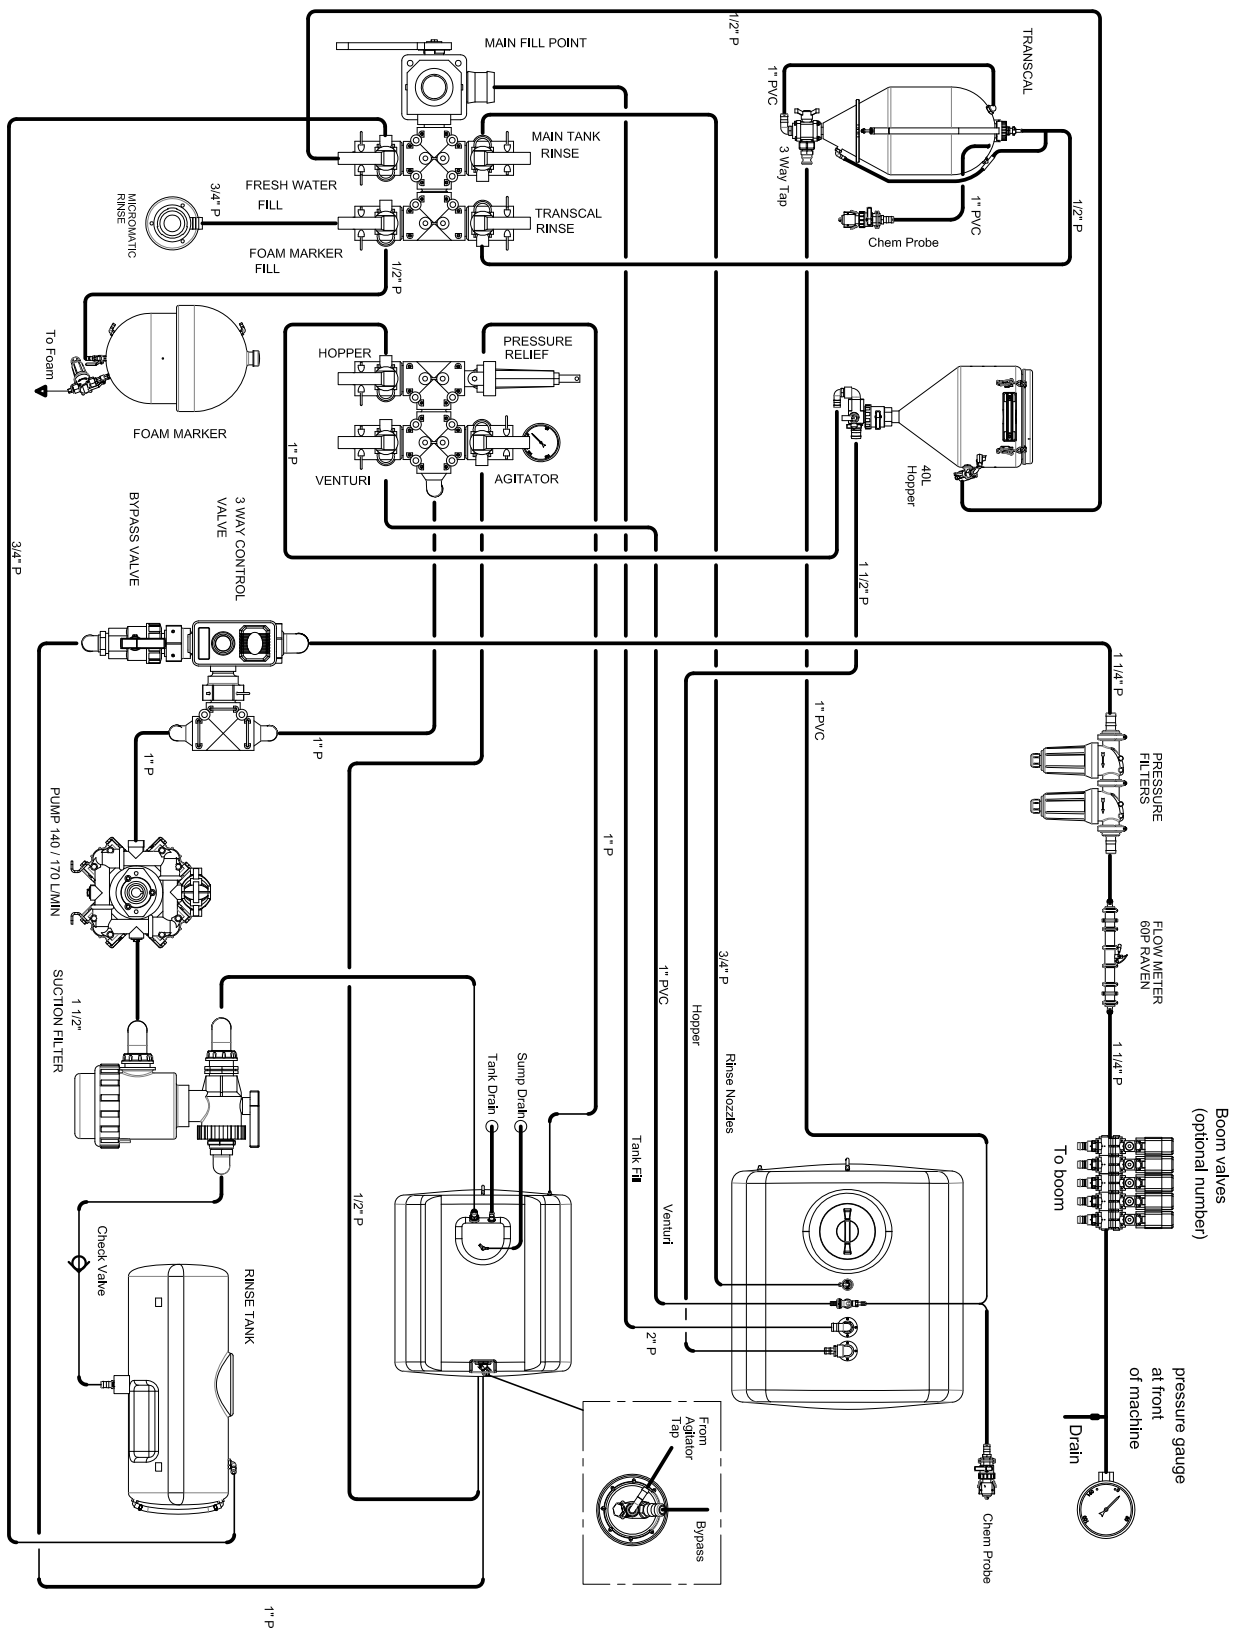 1/2" P
MAIN FILL POINT
TRANSCAL
1" PVC
3 Way Tap
MAIN TANK
RINSE
FRESH WATER
FILL
3/4" P
MICROMATIC
RINSE
TRANSCAL
RINSE
FOAM MARKER
FILL
1/2" P
1" PVC
Chem Probe
1/2" P
To Foam
FOAM MARKER
HOPPER
PRESSURE
RELIEF
VENTURI
AGITATOR
1" P
40L
Hopper
BYPASS VALVE
3 WAY CONTROL
VALVE
3/4" P
1 1/2" P
1 1/4" P
1" PVC
1" P
1" P
PRESSURE
FILTERS
PUMP 140 / 170 L/MIN
1" P
FLOW METER
60P RAVEN
3/4" P
1" PVC
Hopper
1 1/2"
SUCTION FILTER
1 1/4" P
Rinse Nozzles
Sump Drain
Tank Drain
Tank Fill
Venturi
1/2" P
Boom valves
(optional number)
To boom
Check Valve
RINSE TANK
2" P
pressure gauge
at front
of machine
Drain
From
Agitator
Tap
Bypass
Chem Probe
1" P